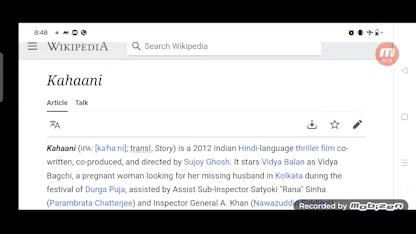 8:48
WIKIPEDIA
Search Wikipedia
Kahaani
Article Talk
Kahaani (IPA: [kəˈɦaːni]; transl. Story) is a 2012 Indian Hindi-language thriller film co-
written, co-produced, and directed by Sujoy Ghosh. It stars Vidya Balan as Vidya
Bagchi, a pregnant woman looking for her missing husband in Kolkata during the
festival of Durga Puja, assisted by Assist Sub-Inspector Satyoki "Rana" Sinha
(Parambrata Chatterjee) and Inspector General A. Khan (Nawazuddin
Recorded by MOBIZEN